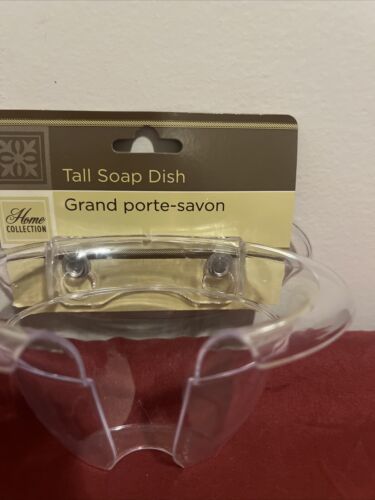 Tall Soap Dish
Grand porte-savon
Home
COLLECTION